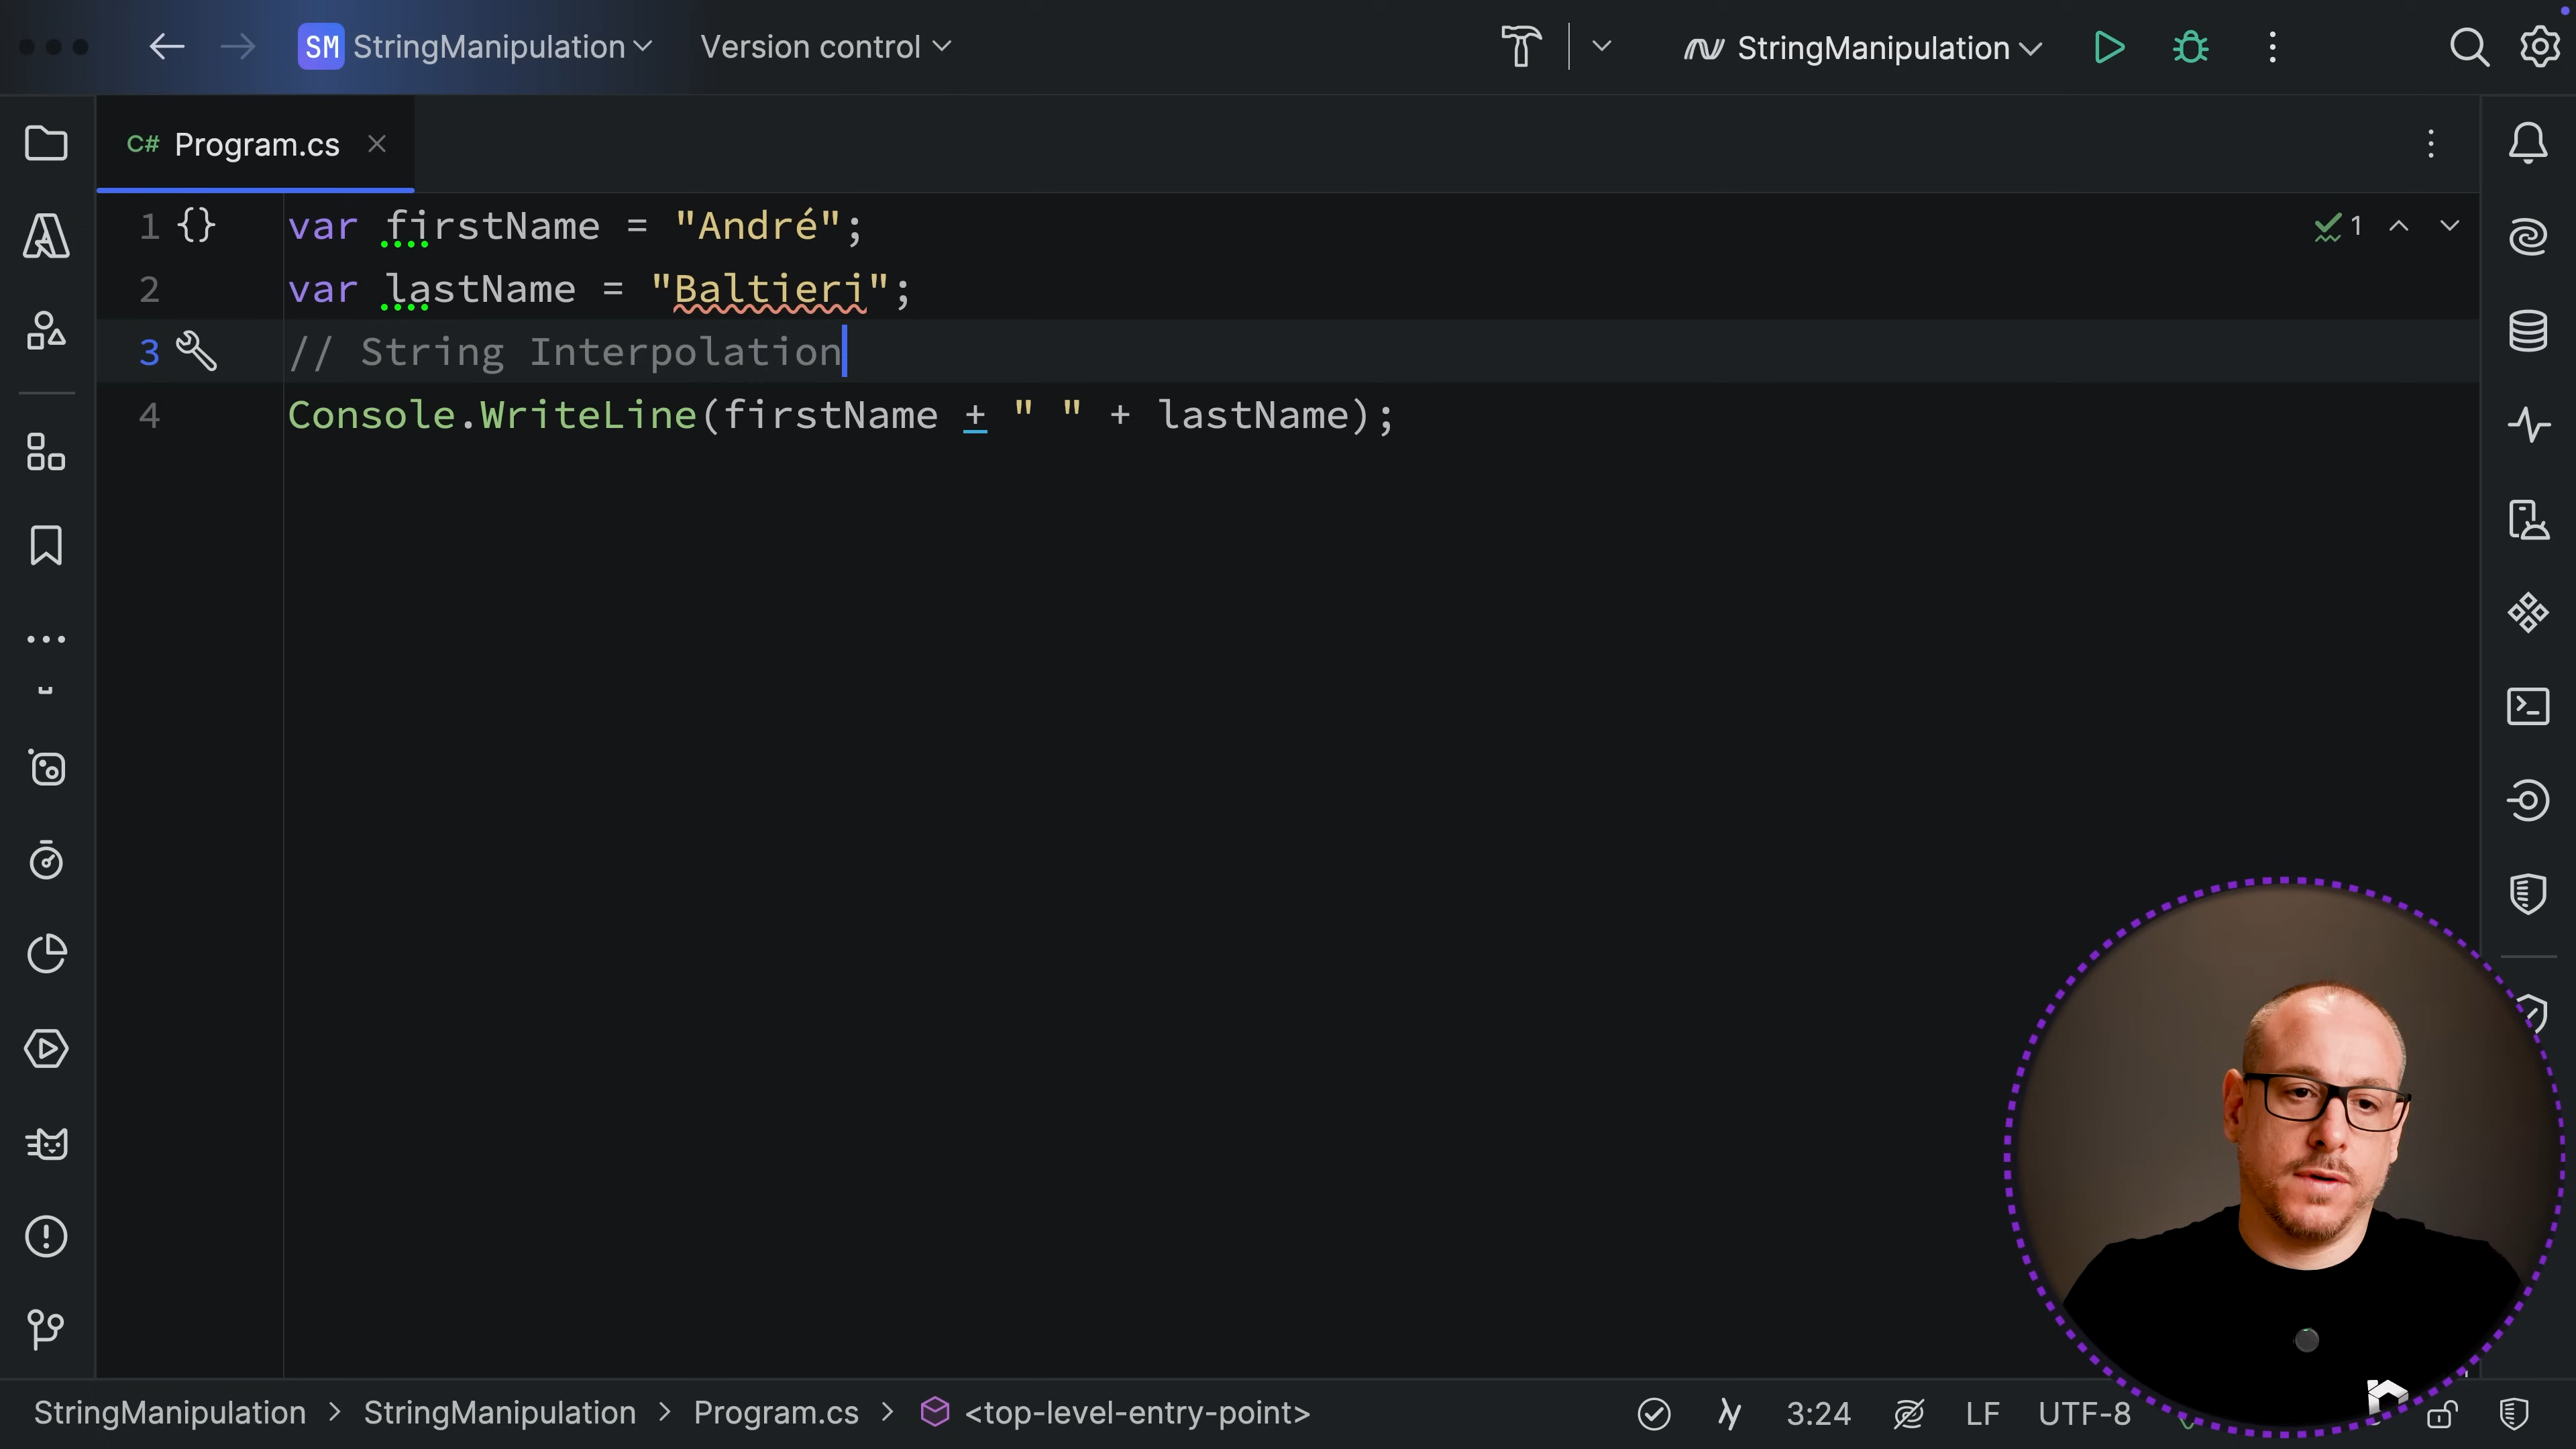 SM StringManipulation Version control StringManipulation
C# Program.cs
1 {} var firstName = "André"; 1
2 var lastName = "Baltieri";
3 // String Interpolation
4 Console.WriteLine(firstName + " " + lastName);
StringManipulation > StringManipulation > Program.cs > <top-level-entry-point> 3:24 LF UTF-8